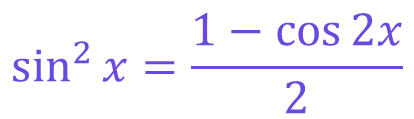 sin² x = (1 − cos 2x)/2